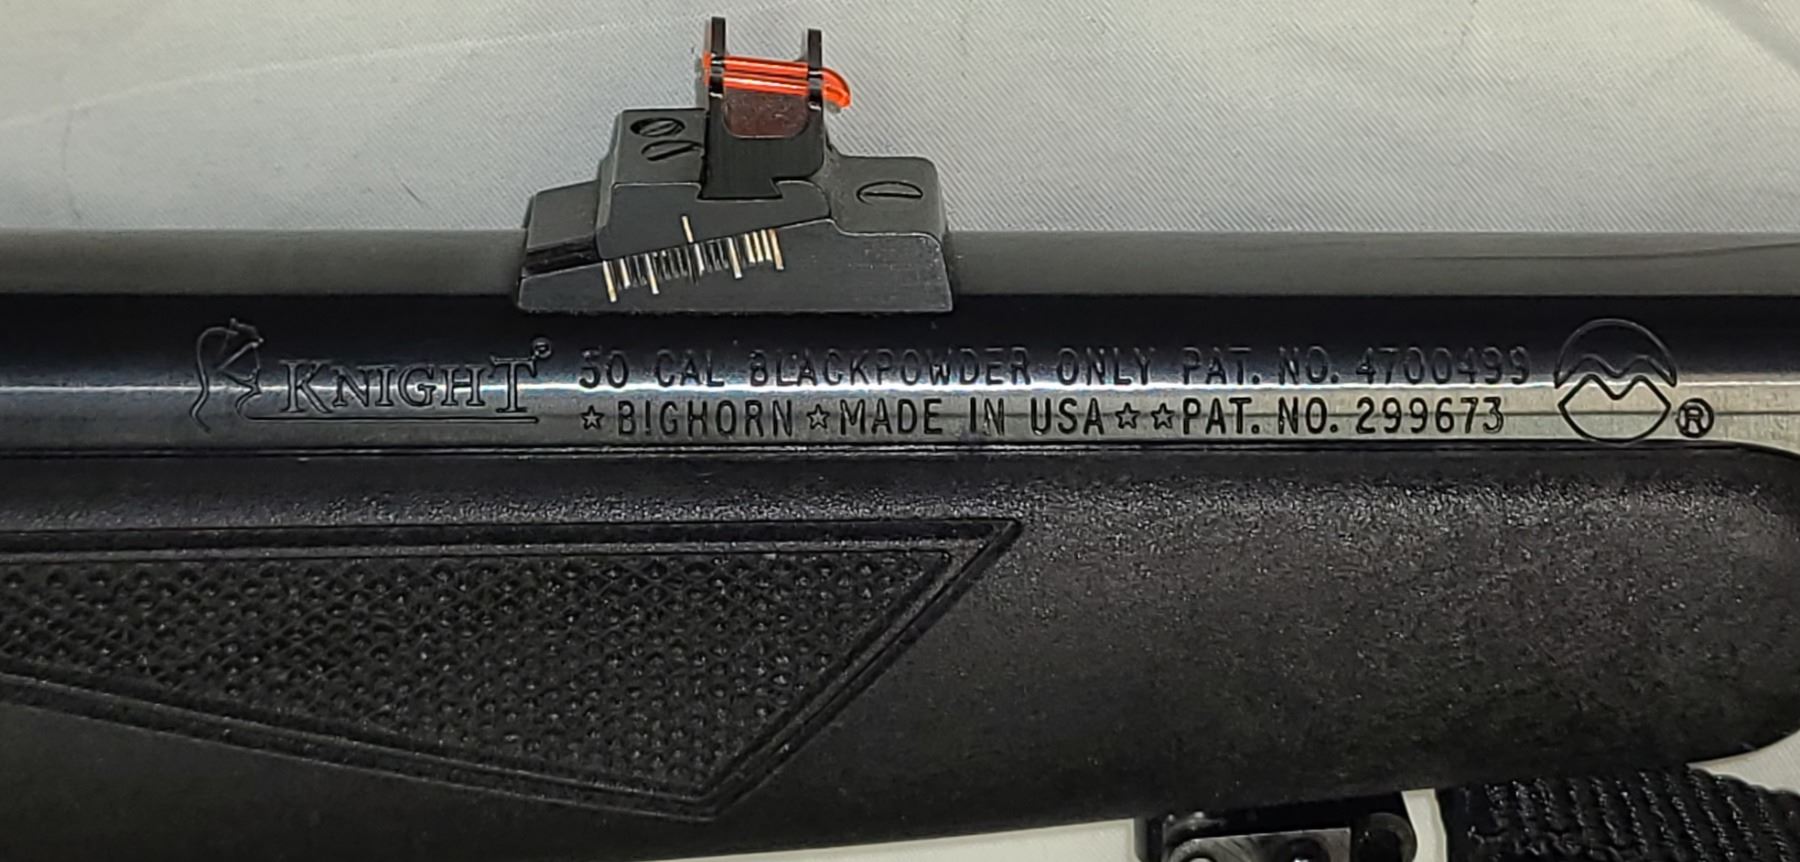 KNIGHT® 50 CAL BLACKPOWDER ONLY PAT. NO. 4700499
☆BIGHORN☆MADE IN USA☆☆PAT. NO. 299673 ®